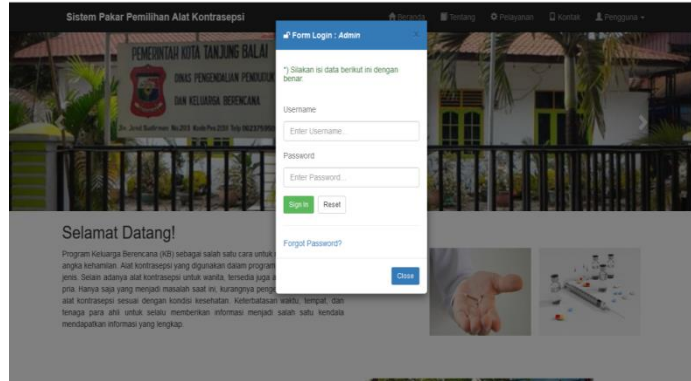 Sistem Pakar Pemilihan Alat Kontrasepsi
Beranda Tentang Pelayanan Kontak Pengguna
Form Login : Admin
×
*) Silakan isi data berikut ini dengan
benar.
Username
Enter Username..
Password
Enter Password..
Sign In Reset
Forgot Password?
Close
PEMERINTAH KOTA TANJUNG BALAI
DINAS PENGENDALIAN PENDUDUK
DAN KELUARGA BERENCANA
Selamat Datang!
Program Keluarga Berencana (KB) sebagai salah satu cara untuk
angka kehamilan. Alat kontrasepsi yang digunakan dalam program
jenis. Selain adanya alat kontrasepsi untuk wanita, tersedia juga
pria. Hanya saja yang menjadi masalah saat ini, kurangnya
alat kontrasepsi sesuai dengan kondisi kesehatan. Keterbatasan waktu, tempat, dan
tenaga para ahli untuk selalu memberikan informasi menjadi salah satu kendala
mendapatkan informasi yang lengkap.